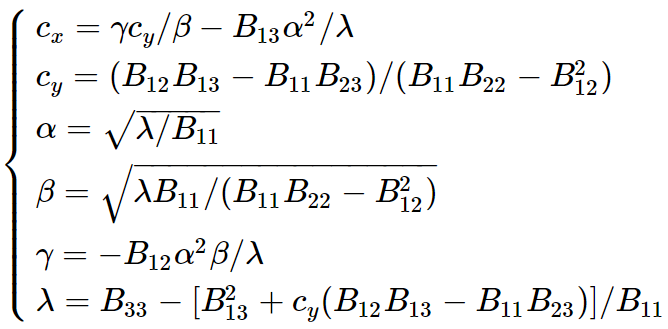 c_x = γc_y/β − B_{13}α²/λ
c_y = (B_{12}B_{13} − B_{11}B_{23})/(B_{11}B_{22} − B_{12}^2)
α = √(λ/B_{11})
β = √(λB_{11}/(B_{11}B_{22} − B_{12}^2))
γ = −B_{12}α²β/λ
λ = B_{33} − [B_{13}^2 + c_y(B_{12}B_{13} − B_{11}B_{23})]/B_{11}